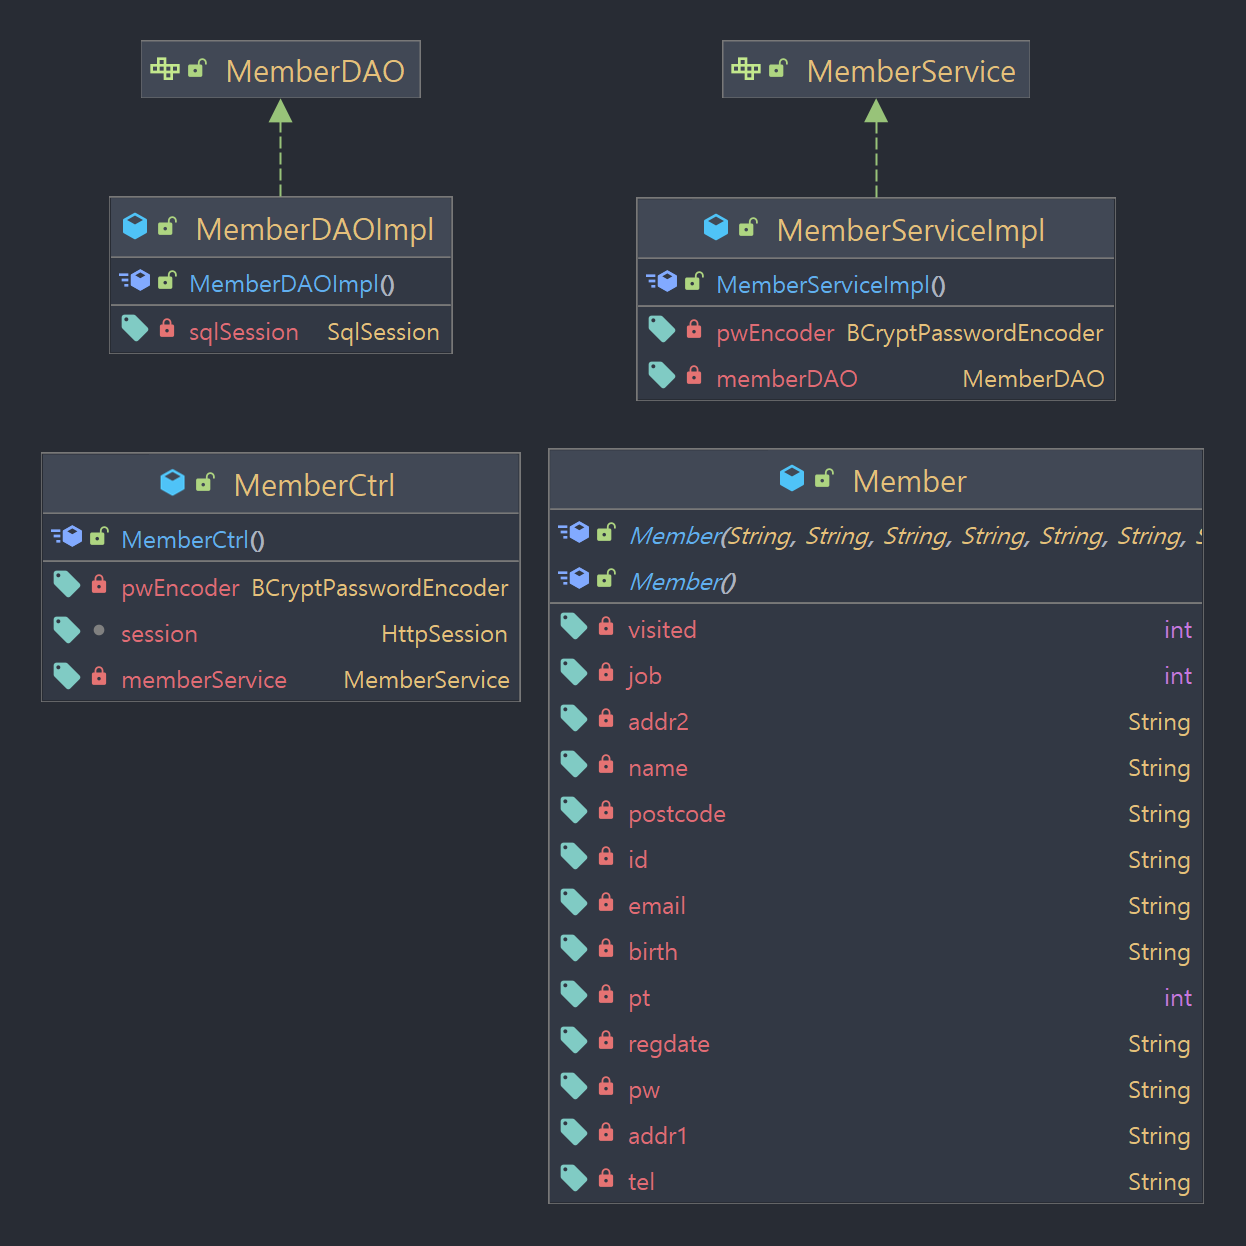 MemberDAO
MemberService
MemberDAOImpl
MemberDAOImpl()
sqlSession SqlSession
MemberServiceImpl
MemberServiceImpl()
pwEncoder BCryptPasswordEncoder
memberDAO MemberDAO
MemberCtrl
MemberCtrl()
pwEncoder BCryptPasswordEncoder
session HttpSession
memberService MemberService
Member
Member(String, String, String, String, String, String,
Member()
visited int
job int
addr2 String
name String
postcode String
id String
email String
birth String
pt int
regdate String
pw String
addr1 String
tel String